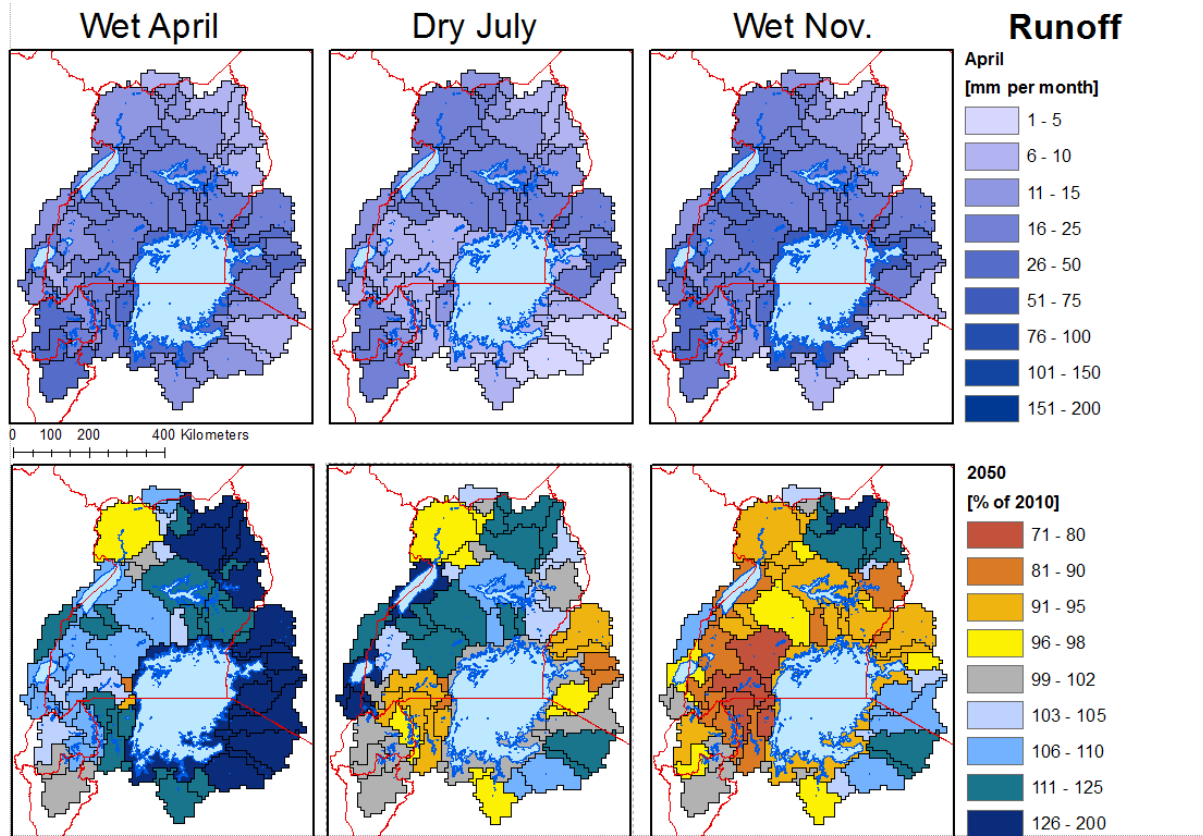 Wet April
Dry July
Wet Nov.
Runoff
April
[mm per month]
1 - 5
6 - 10
11 - 15
16 - 25
26 - 50
51 - 75
76 - 100
101 - 150
151 - 200
0 100 200 400 Kilometers
2050
[% of 2010]
71 - 80
81 - 90
91 - 95
96 - 98
99 - 102
103 - 105
106 - 110
111 - 125
126 - 200